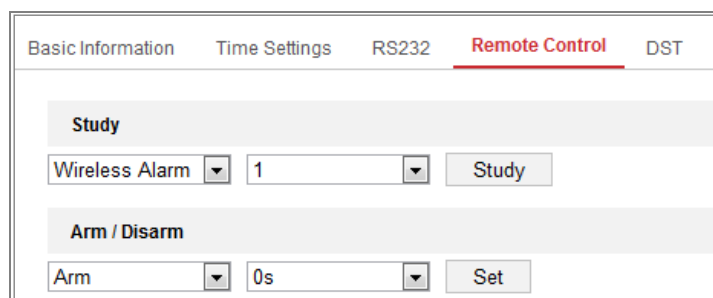 Basic Information Time Settings RS232 Remote Control DST
Study
Wireless Alarm 1 Study
Arm / Disarm
Arm 0s Set